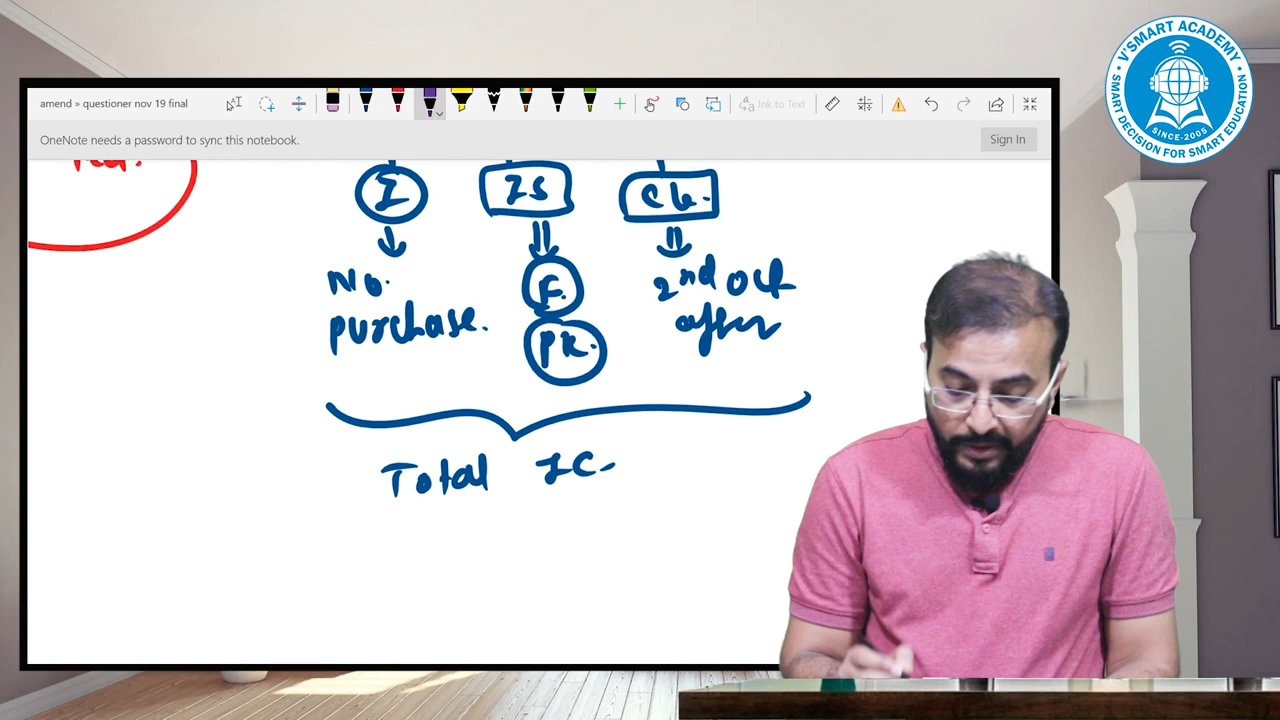 V'SMART ACADEMY
SMART DECISION FOR SMART EDUCATION
SINCE-2005
amend » questioner nov 19 final
Ink to Text
OneNote needs a password to sync this notebook.
Sign In
I
IS
No.
purchase.
F.
PR.
2nd
offer
Total IC.